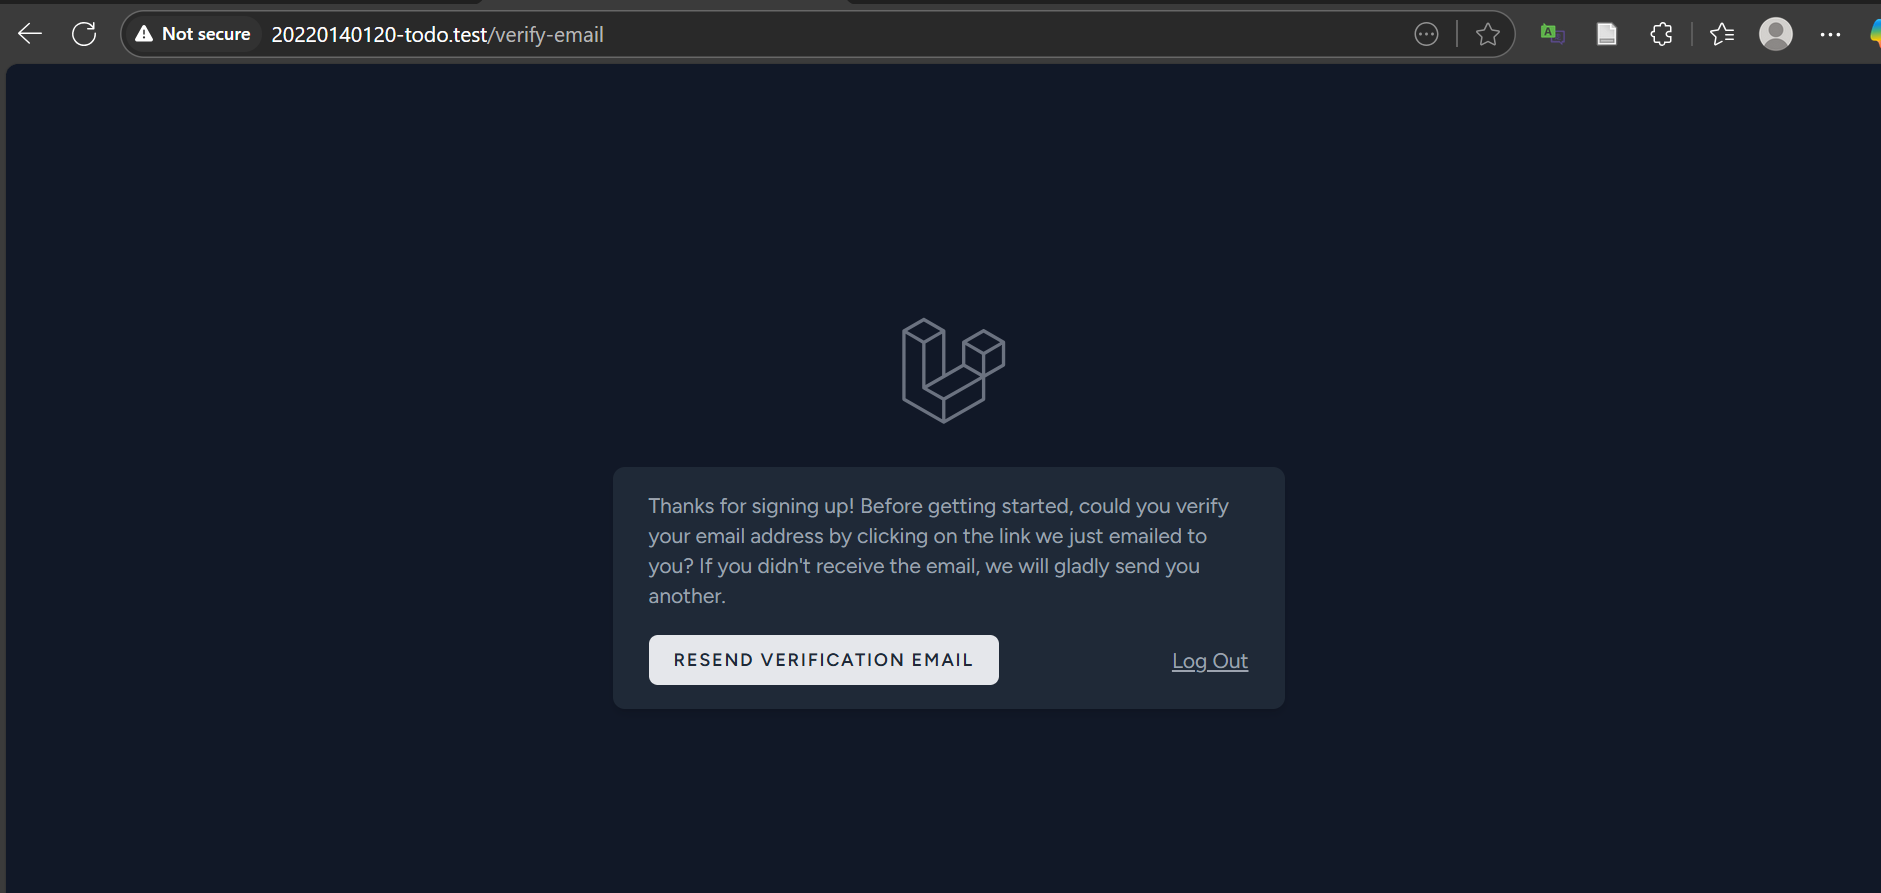 Not secure 20220140120-todo.test/verify-email
A
Thanks for signing up! Before getting started, could you verify
your email address by clicking on the link we just emailed to
you? If you didn't receive the email, we will gladly send you
another.
RESEND VERIFICATION EMAIL
Log Out